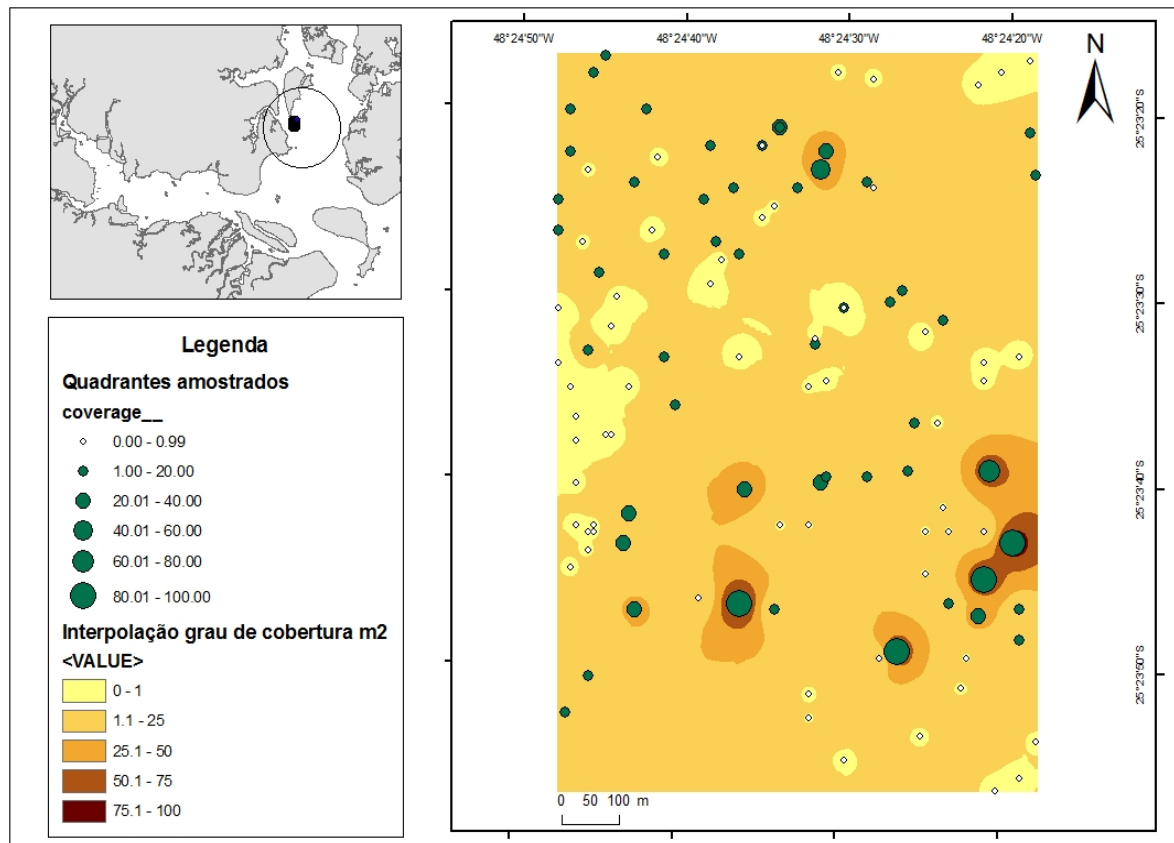 48°24'50"W 48°24'40"W 48°24'30"W 48°24'20"W
N
25°23'20"S
25°23'30"S
25°23'40"S
25°23'50"S
0 50 100 m
Legenda
Quadrantes amostrados
coverage__
0.00 - 0.99
1.00 - 20.00
20.01 - 40.00
40.01 - 60.00
60.01 - 80.00
80.01 - 100.00
Interpolação grau de cobertura m2
<VALUE>
0 - 1
1.1 - 25
25.1 - 50
50.1 - 75
75.1 - 100